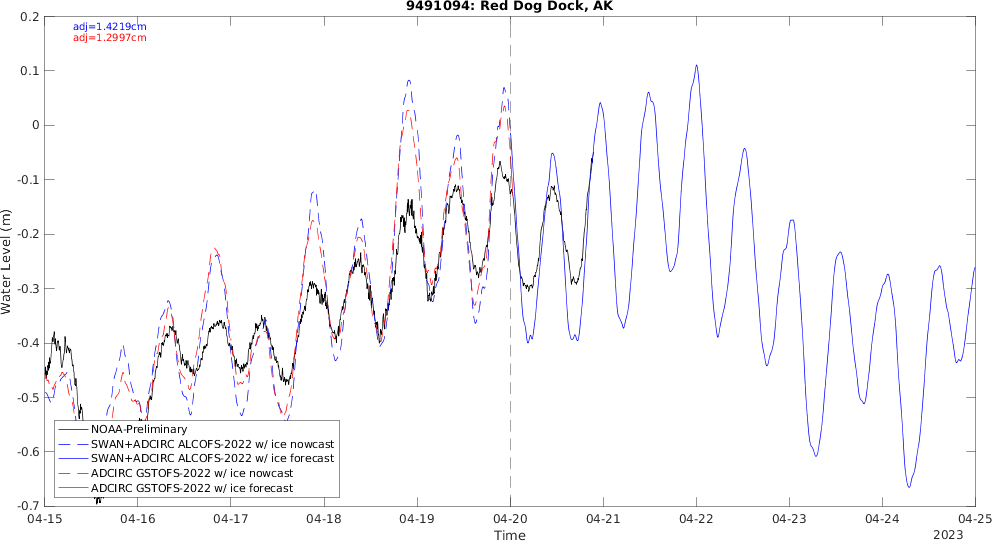 9491094: Red Dog Dock, AK
adj=1.4219cm
adj=1.2997cm
Water Level (m)
0.2
0.1
0
-0.1
-0.2
-0.3
-0.4
-0.5
-0.6
-0.7
NOAA-Preliminary
SWAN+ADCIRC ALCOFS-2022 w/ ice nowcast
SWAN+ADCIRC ALCOFS-2022 w/ ice forecast
ADCIRC GSTOFS-2022 w/ ice nowcast
ADCIRC GSTOFS-2022 w/ ice forecast
04-15 04-16 04-17 04-18 04-19 04-20 04-21 04-22 04-23 04-24 04-25
Time
2023